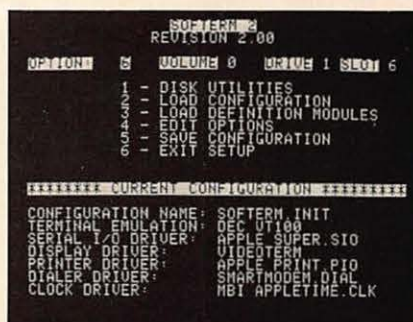 SOFTERM 2
REVISION 2.00
OPTION: 6 VOLUME 0 DRIVE 1 SLOT 6
1 - DISK UTILITIES
2 - LOAD CONFIGURATION
3 - LOAD DEFINITION MODULES
4 - EDIT OPTIONS
5 - SAVE CONFIGURATION
6 - EXIT SETUP
******** CURRENT CONFIGURATION ********
CONFIGURATION NAME: SOFTERM.INIT
TERMINAL EMULATION: DEC VT100
SERIAL I/O DRIVER: APPLE SUPER.SIO
DISPLAY DRIVER: VIDEOTERM
PRINTER DRIVER: APPLE PRINT.PIO
DIALER DRIVER: SMARTMODEM.DIAL
CLOCK DRIVER: MBI APPLETIME.CLK